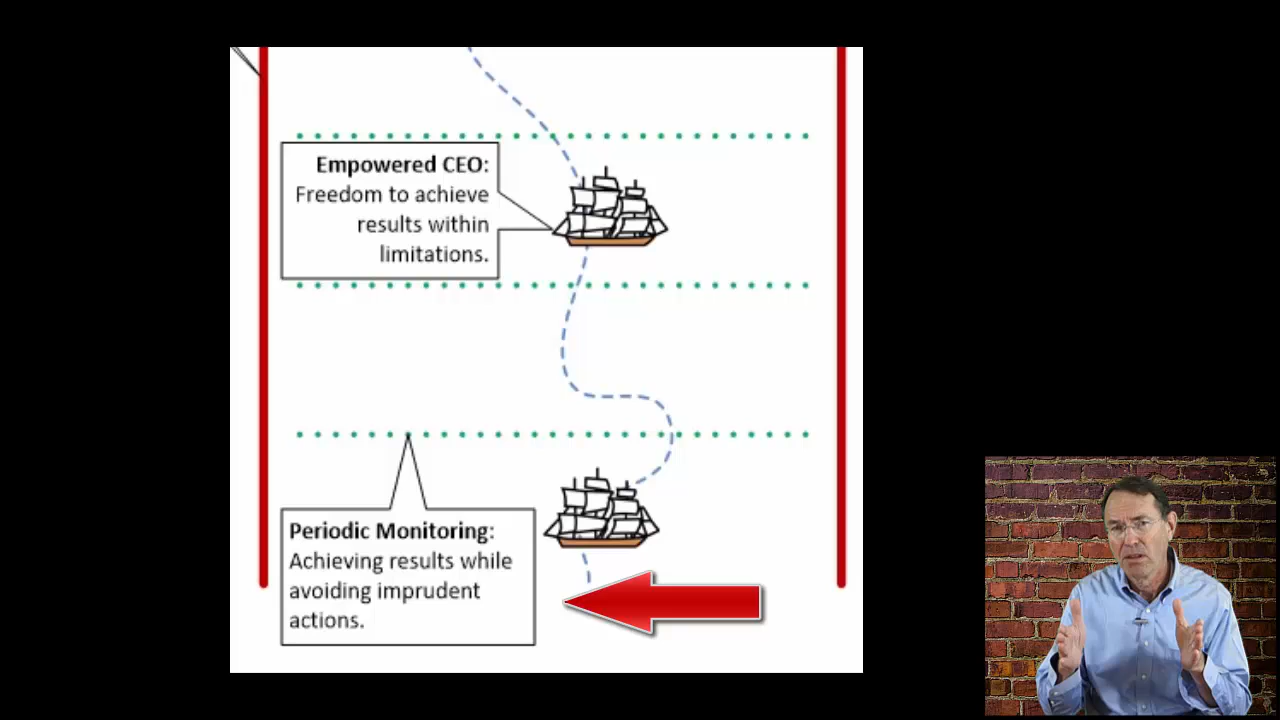 Empowered CEO:
Freedom to achieve
results within
limitations.
Periodic Monitoring:
Achieving results while
avoiding imprudent
actions.